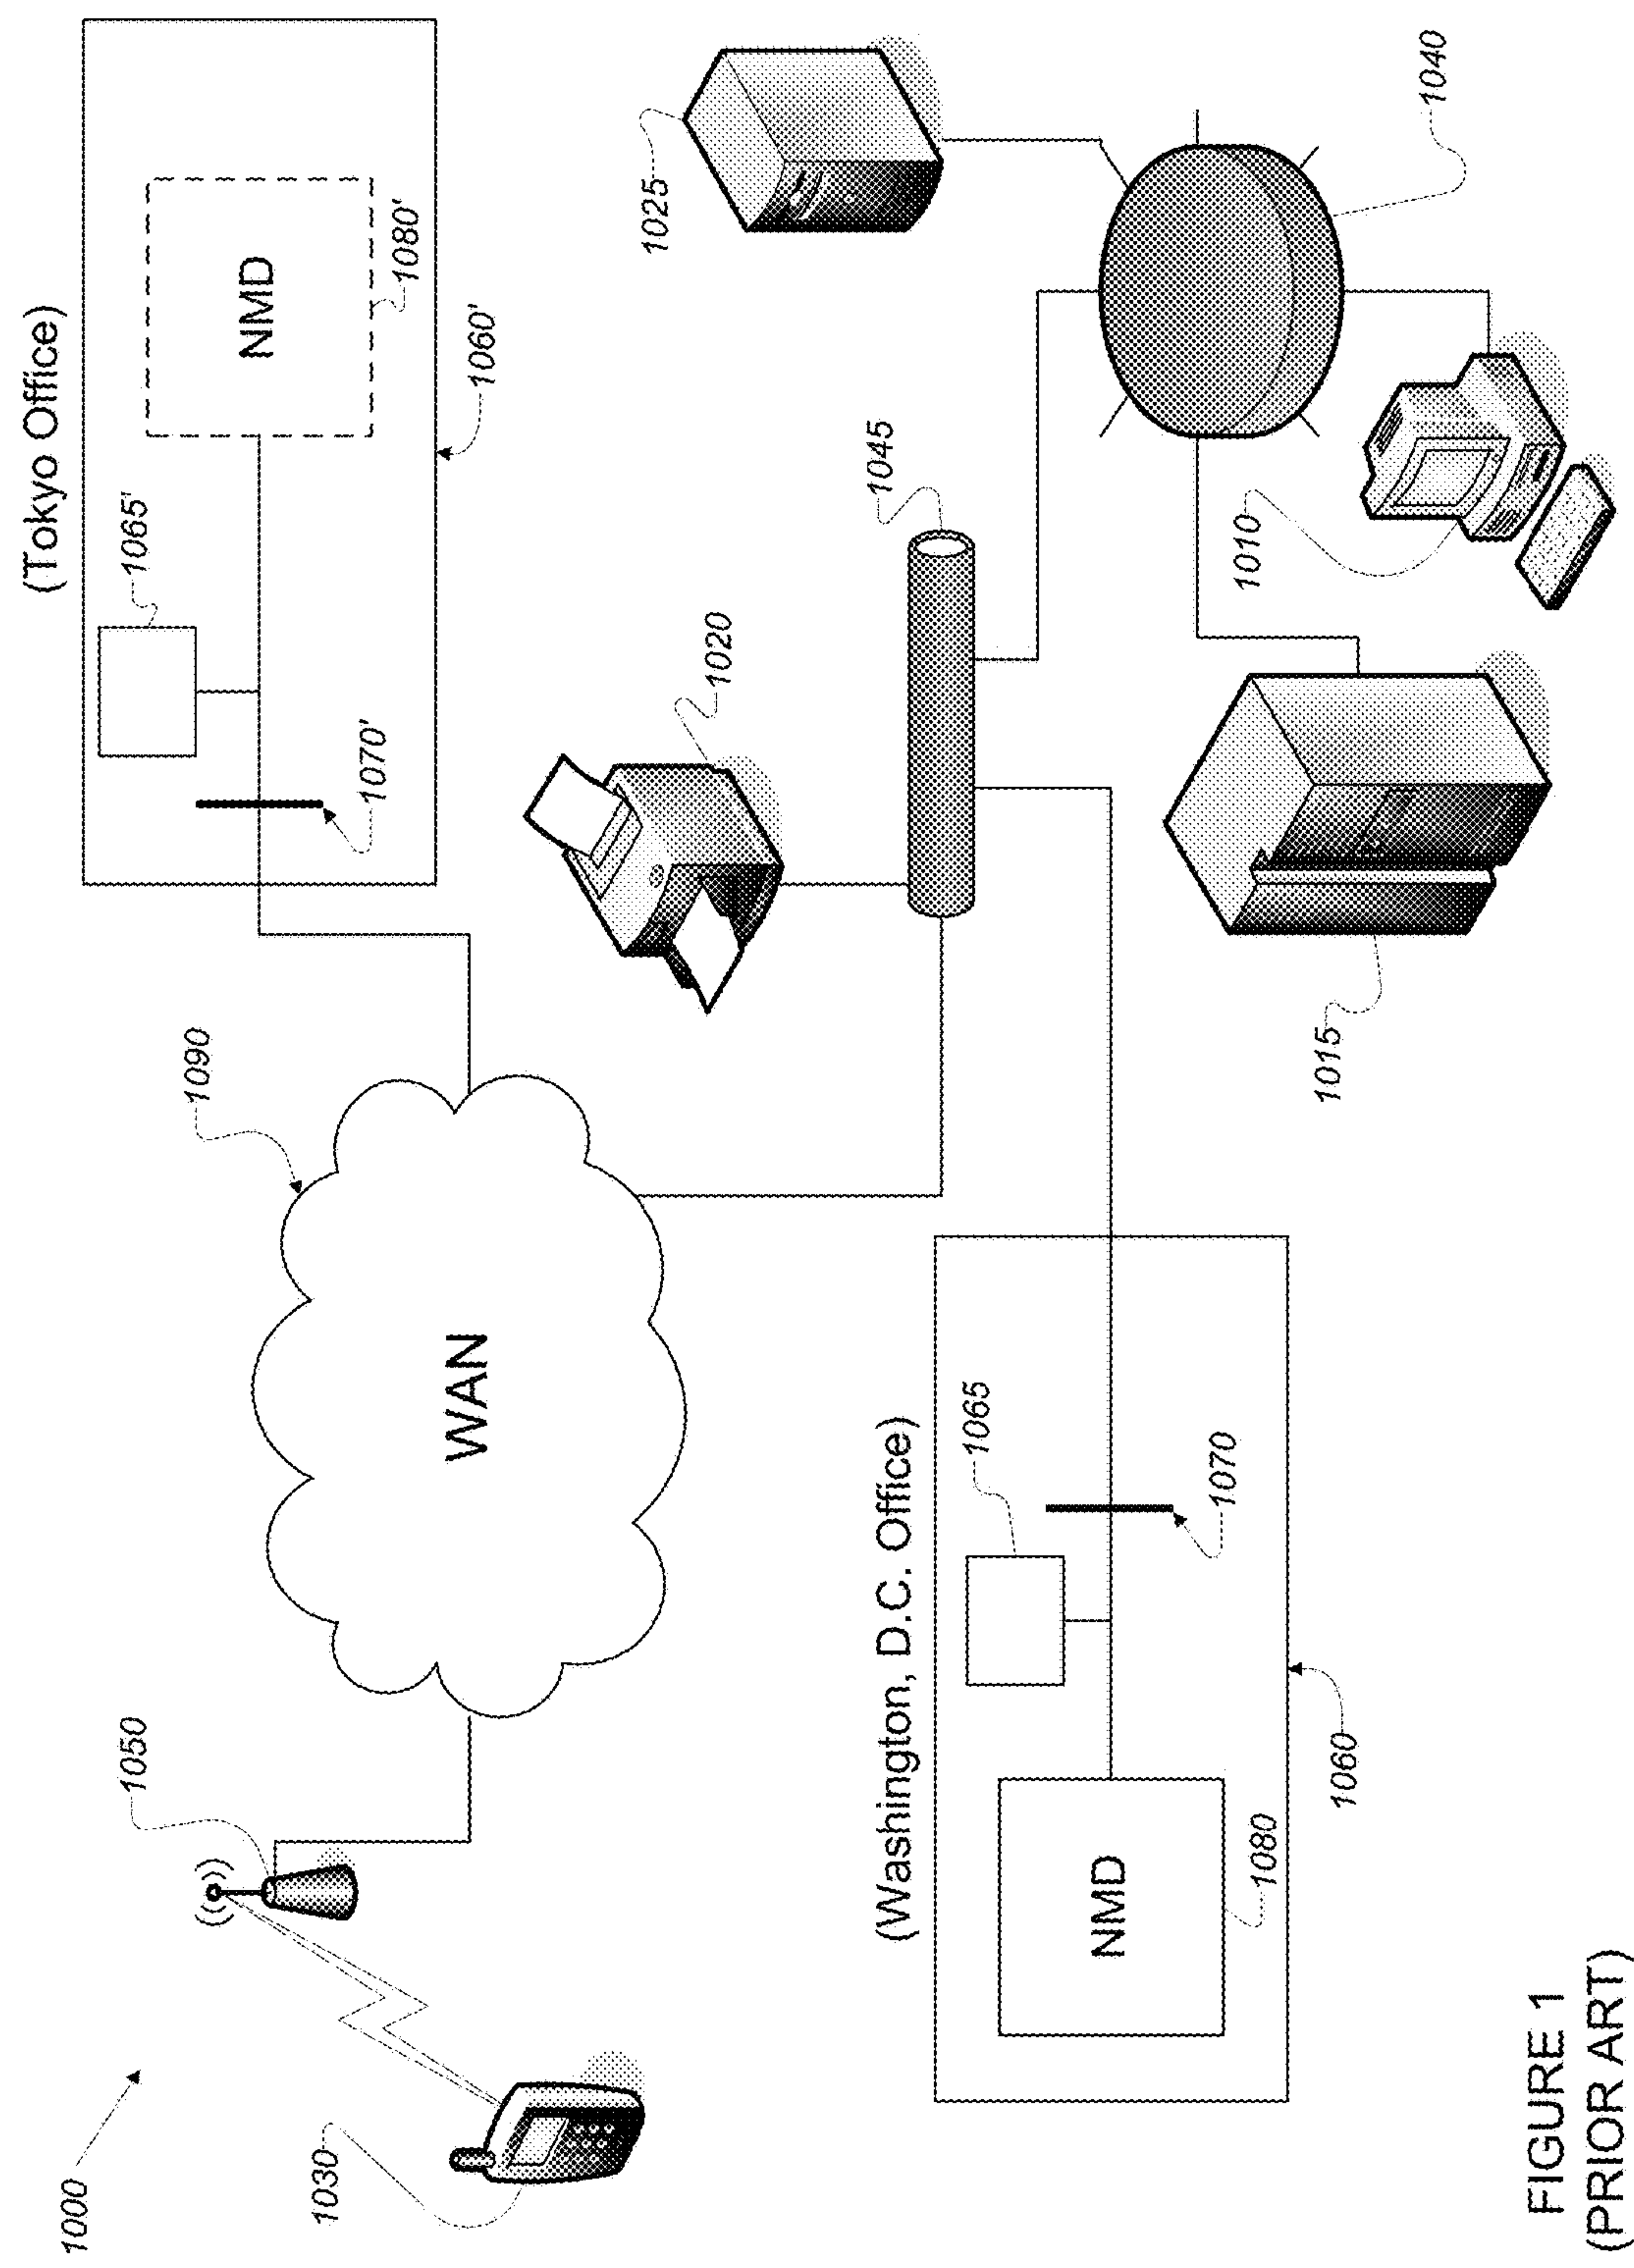 1000
1030
1050
WAN
1090
(Tokyo Office)
1065'
1070'
NMD
1080'
1060'
1020
1025
1045
1040
1010
1015
(Washington, D.C. Office)
1065
1070
NMD
1080
1060
FIGURE 1
(PRIOR ART)